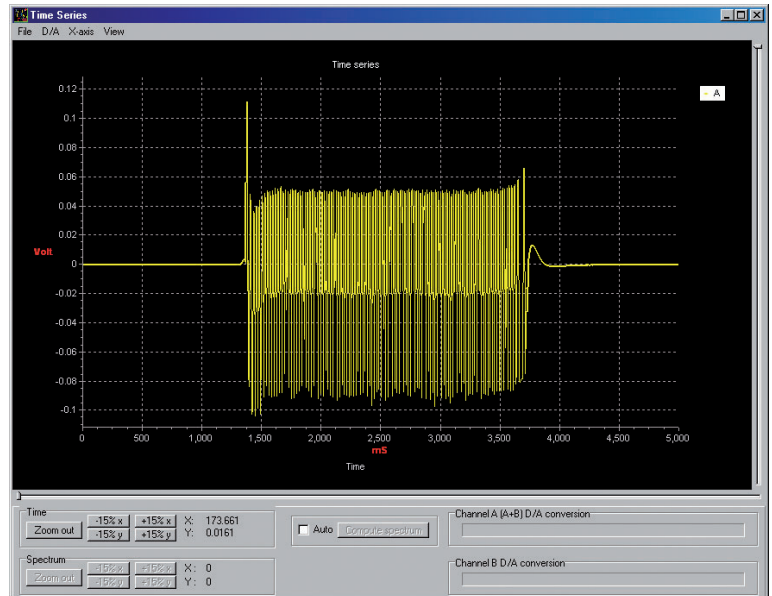 Time Series
File D/A X-axis View
Time series
A
0.12
0.1
0.08
0.06
0.04
0.02
Volt
0
-0.02
-0.04
-0.06
-0.08
-0.1
0 500 1,000 1,500 2,000 2,500 3,000 3,500 4,000 4,500 5,000
mS
Time
Time
Zoom out -15% x +15% x X: 173.661
-15% y +15% y Y: 0.0161
Auto Compute spectrum
Channel A (A+B) D/A conversion
Spectrum
Zoom out -15% x +15% x X: 0
-15% y +15% y Y: 0
Channel B D/A conversion